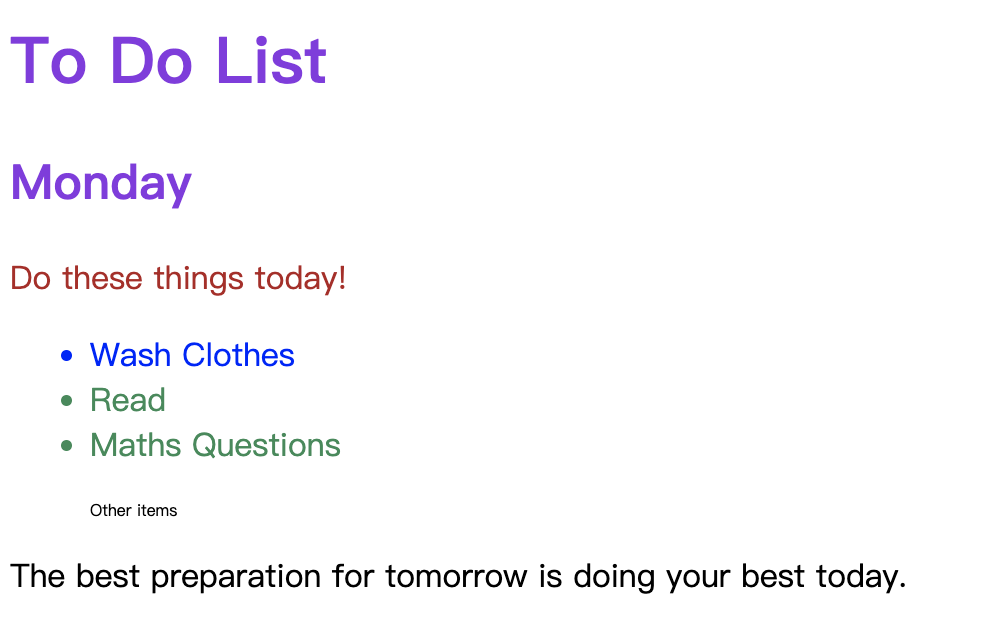 To Do List
Monday
Do these things today!
Wash Clothes
Read
Maths Questions
Other items
The best preparation for tomorrow is doing your best today.